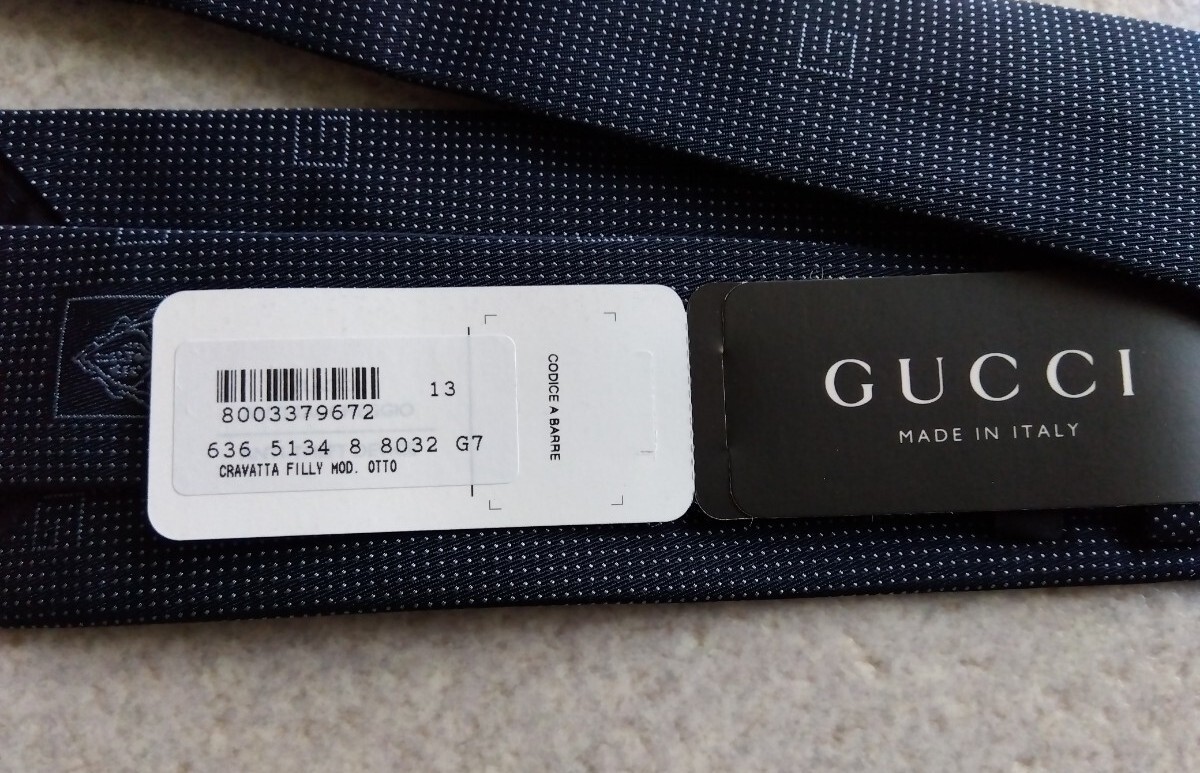 8003379672 13
636 5134 8 8032 G7
CRAVATTA FILLY MOD. OTTO
CODICE A BARRE
GUCCI
MADE IN ITALY